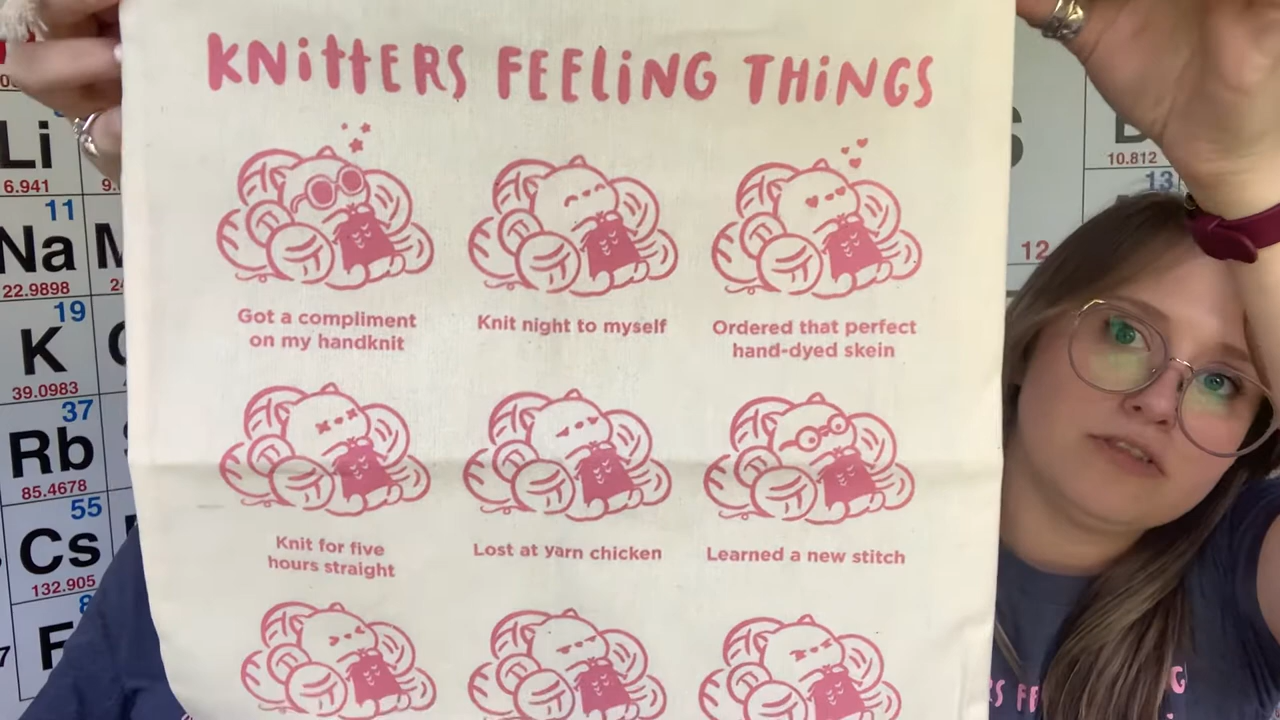 KNITTERS FEELING THINGS
Got a compliment
on my handknit
Knit night to myself
Ordered that perfect
hand-dyed skein
Knit for five
hours straight
Lost at yarn chicken
Learned a new stitch
Li
6.941
11
Na
22.9898
19
K
39.0983
37
Rb
85.4678
55
Cs
132.905
10.812
13
12